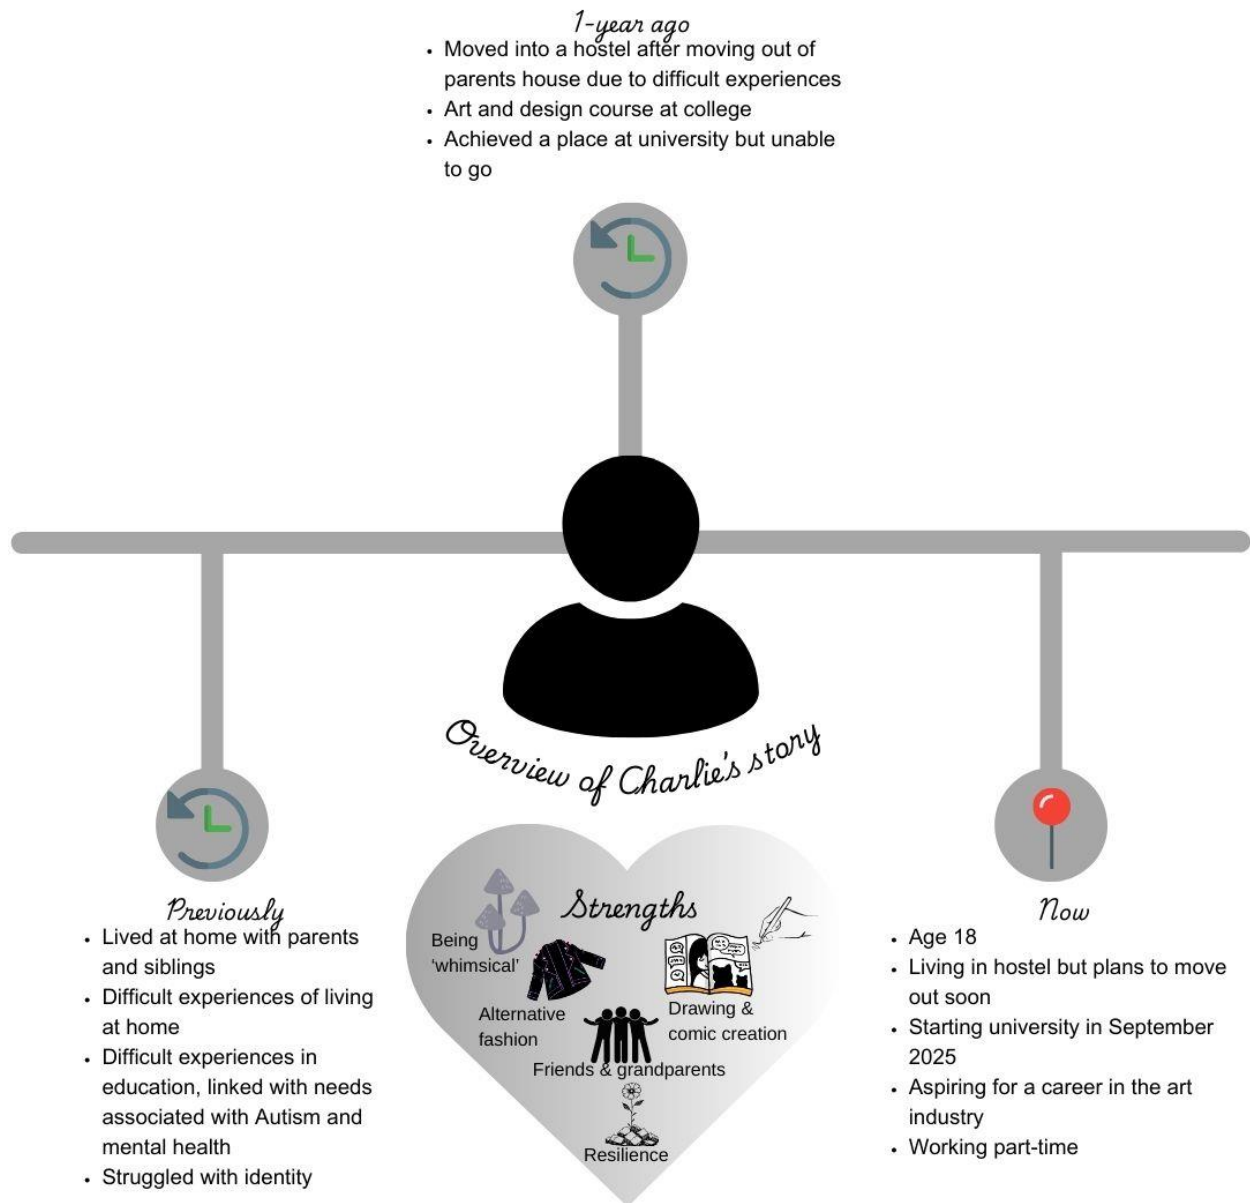 1-year ago
• Moved into a hostel after moving out of
parents house due to difficult experiences
• Art and design course at college
• Achieved a place at university but unable
to go
Overview of Charlie's story
Previously
• Lived at home with parents
and siblings
• Difficult experiences of living
at home
• Difficult experiences in
education, linked with needs
associated with Autism and
mental health
• Struggled with identity
Strengths
Being
'whimsical'
Alternative
fashion
Drawing &
comic creation
Friends & grandparents
Resilience
Now
• Age 18
• Living in hostel but plans to move
out soon
• Starting university in September
2025
• Aspiring for a career in the art
industry
• Working part-time